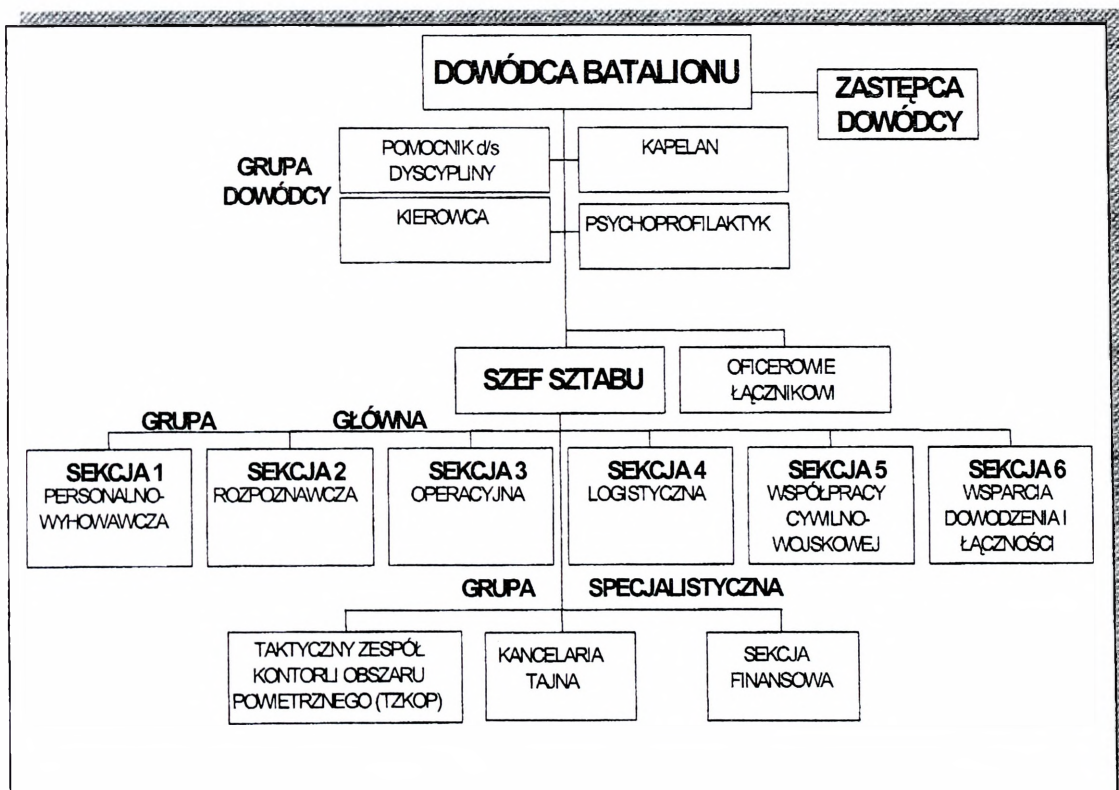 DOWÓDCA BATALIONU
ZASTĘPCA
DOWÓDCY
GRUPA
DOWÓDCY
POMOCNIK d/s
DYSCYPLINY
KAPELAN
KIEROWCA
PSYCHOPROFILAKTYK
SZEF SZTABU
OFICEROWIE
ŁĄCZNIKOWI
GRUPA GŁÓWNA
SEKCJA 1
PERSONALNO-
WYHOWAWCZA
SEKCJA 2
ROZPOZNAWCZA
SEKCJA 3
OPERACYJNA
SEKCJA 4
LOGISTYCZNA
SEKCJA 5
WSPÓŁPRACY
CYWILNO-
WOJSKOWEJ
SEKCJA 6
WSPARCIA
DOWODZENIA I
ŁĄCZNOŚCI
GRUPA SPECJALISTYCZNA
TAKTYCZNY ZESPÓŁ
KONTORLI OBSZARU
POWIETRZNEGO (TZKOP)
KANCELARIA
TAJNA
SEKCJA
FINANSOWA